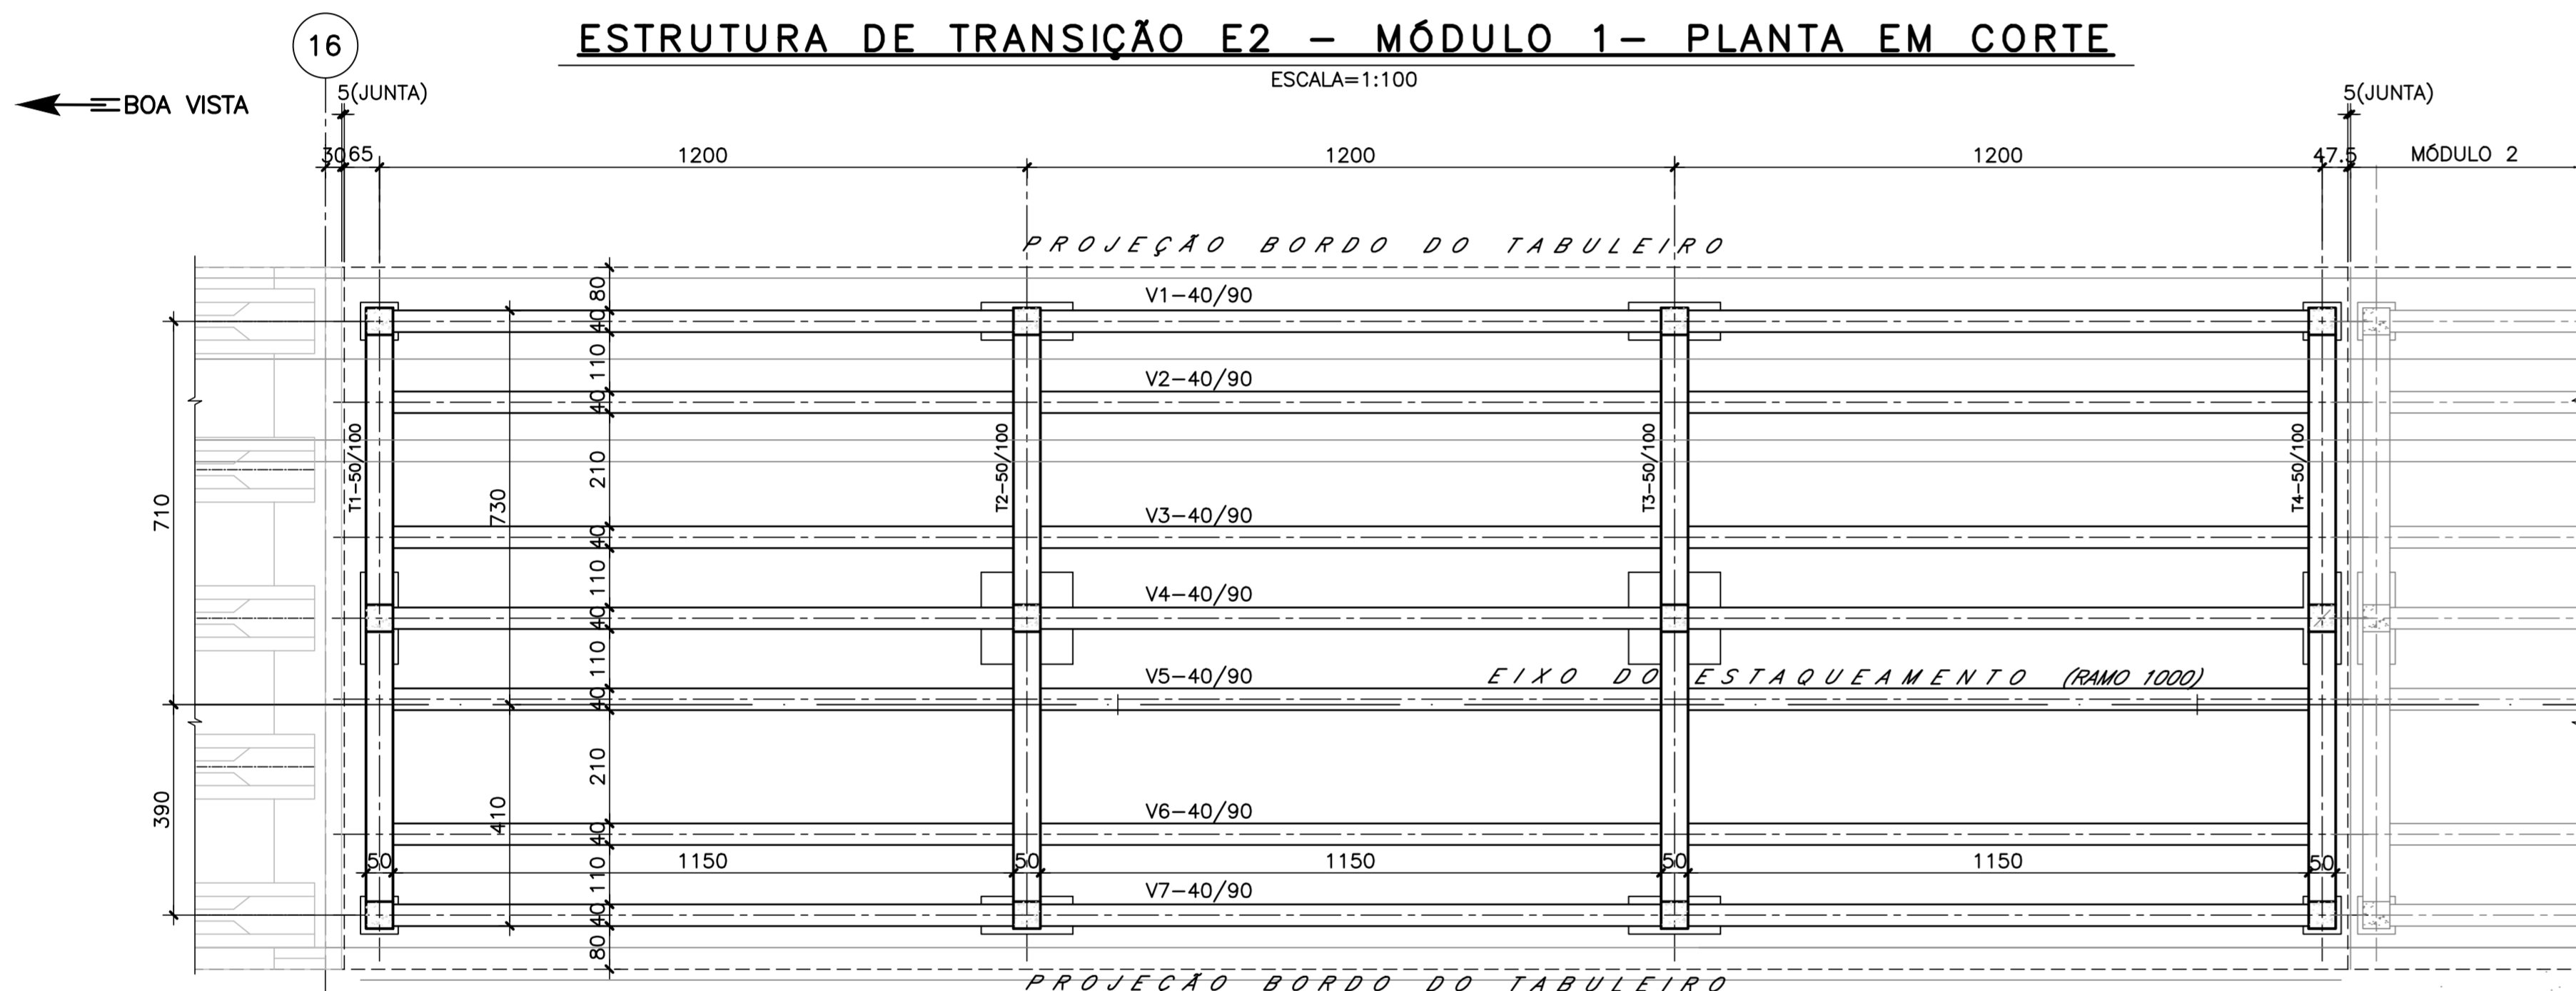 16
ESTRUTURA DE TRANSIÇÃO E2 - MÓDULO 1- PLANTA EM CORTE
ESCALA=1:100
BOA VISTA
5(JUNTA)
5(JUNTA)
30
65
1200
1200
1200
47.5
MÓDULO 2
PROJEÇÃO BORDO DO TABULEIRO
80
V1-40/90
40
110
V2-40/90
40
T1-50/100
T2-50/100
T3-50/100
T4-50/100
210
710
730
V3-40/90
40
110
V4-40/90
40
110
V5-40/90
EIXO DO ESTAQUEAMENTO (RAMO 1000)
40
210
390
410
V6-40/90
40
50
1150
50
1150
50
1150
50
110
V7-40/90
40
80
PROJEÇÃO BORDO DO TABULEIRO